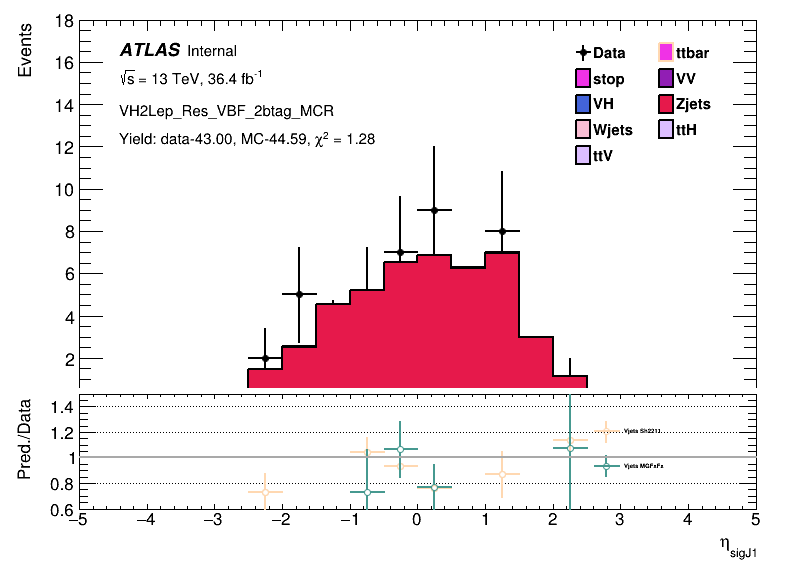 Events
18
16
14
12
10
8
6
4
2
ATLAS Internal
√s = 13 TeV, 36.4 fb⁻¹
VH2Lep_Res_VBF_2btag_MCR
Yield: data-43.00, MC-44.59, χ² = 1.28
Data
ttbar
stop
VV
VH
Zjets
Wjets
ttH
ttV
Pred./Data
1.4
1.2
1
0.8
0.6
Vjets Sh2211
Vjets MGFxFx
−5 −4 −3 −2 −1 0 1 2 3 4 5
η_sigJ1